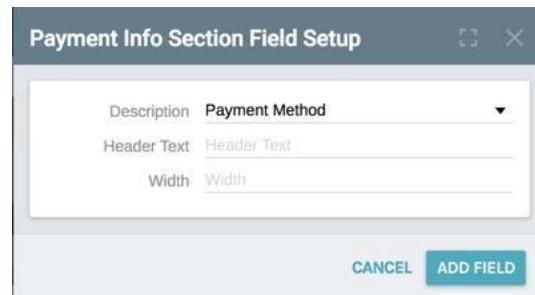 Payment Info Section Field Setup
Description Payment Method
Header Text Header Text
Width Width
CANCEL ADD FIELD